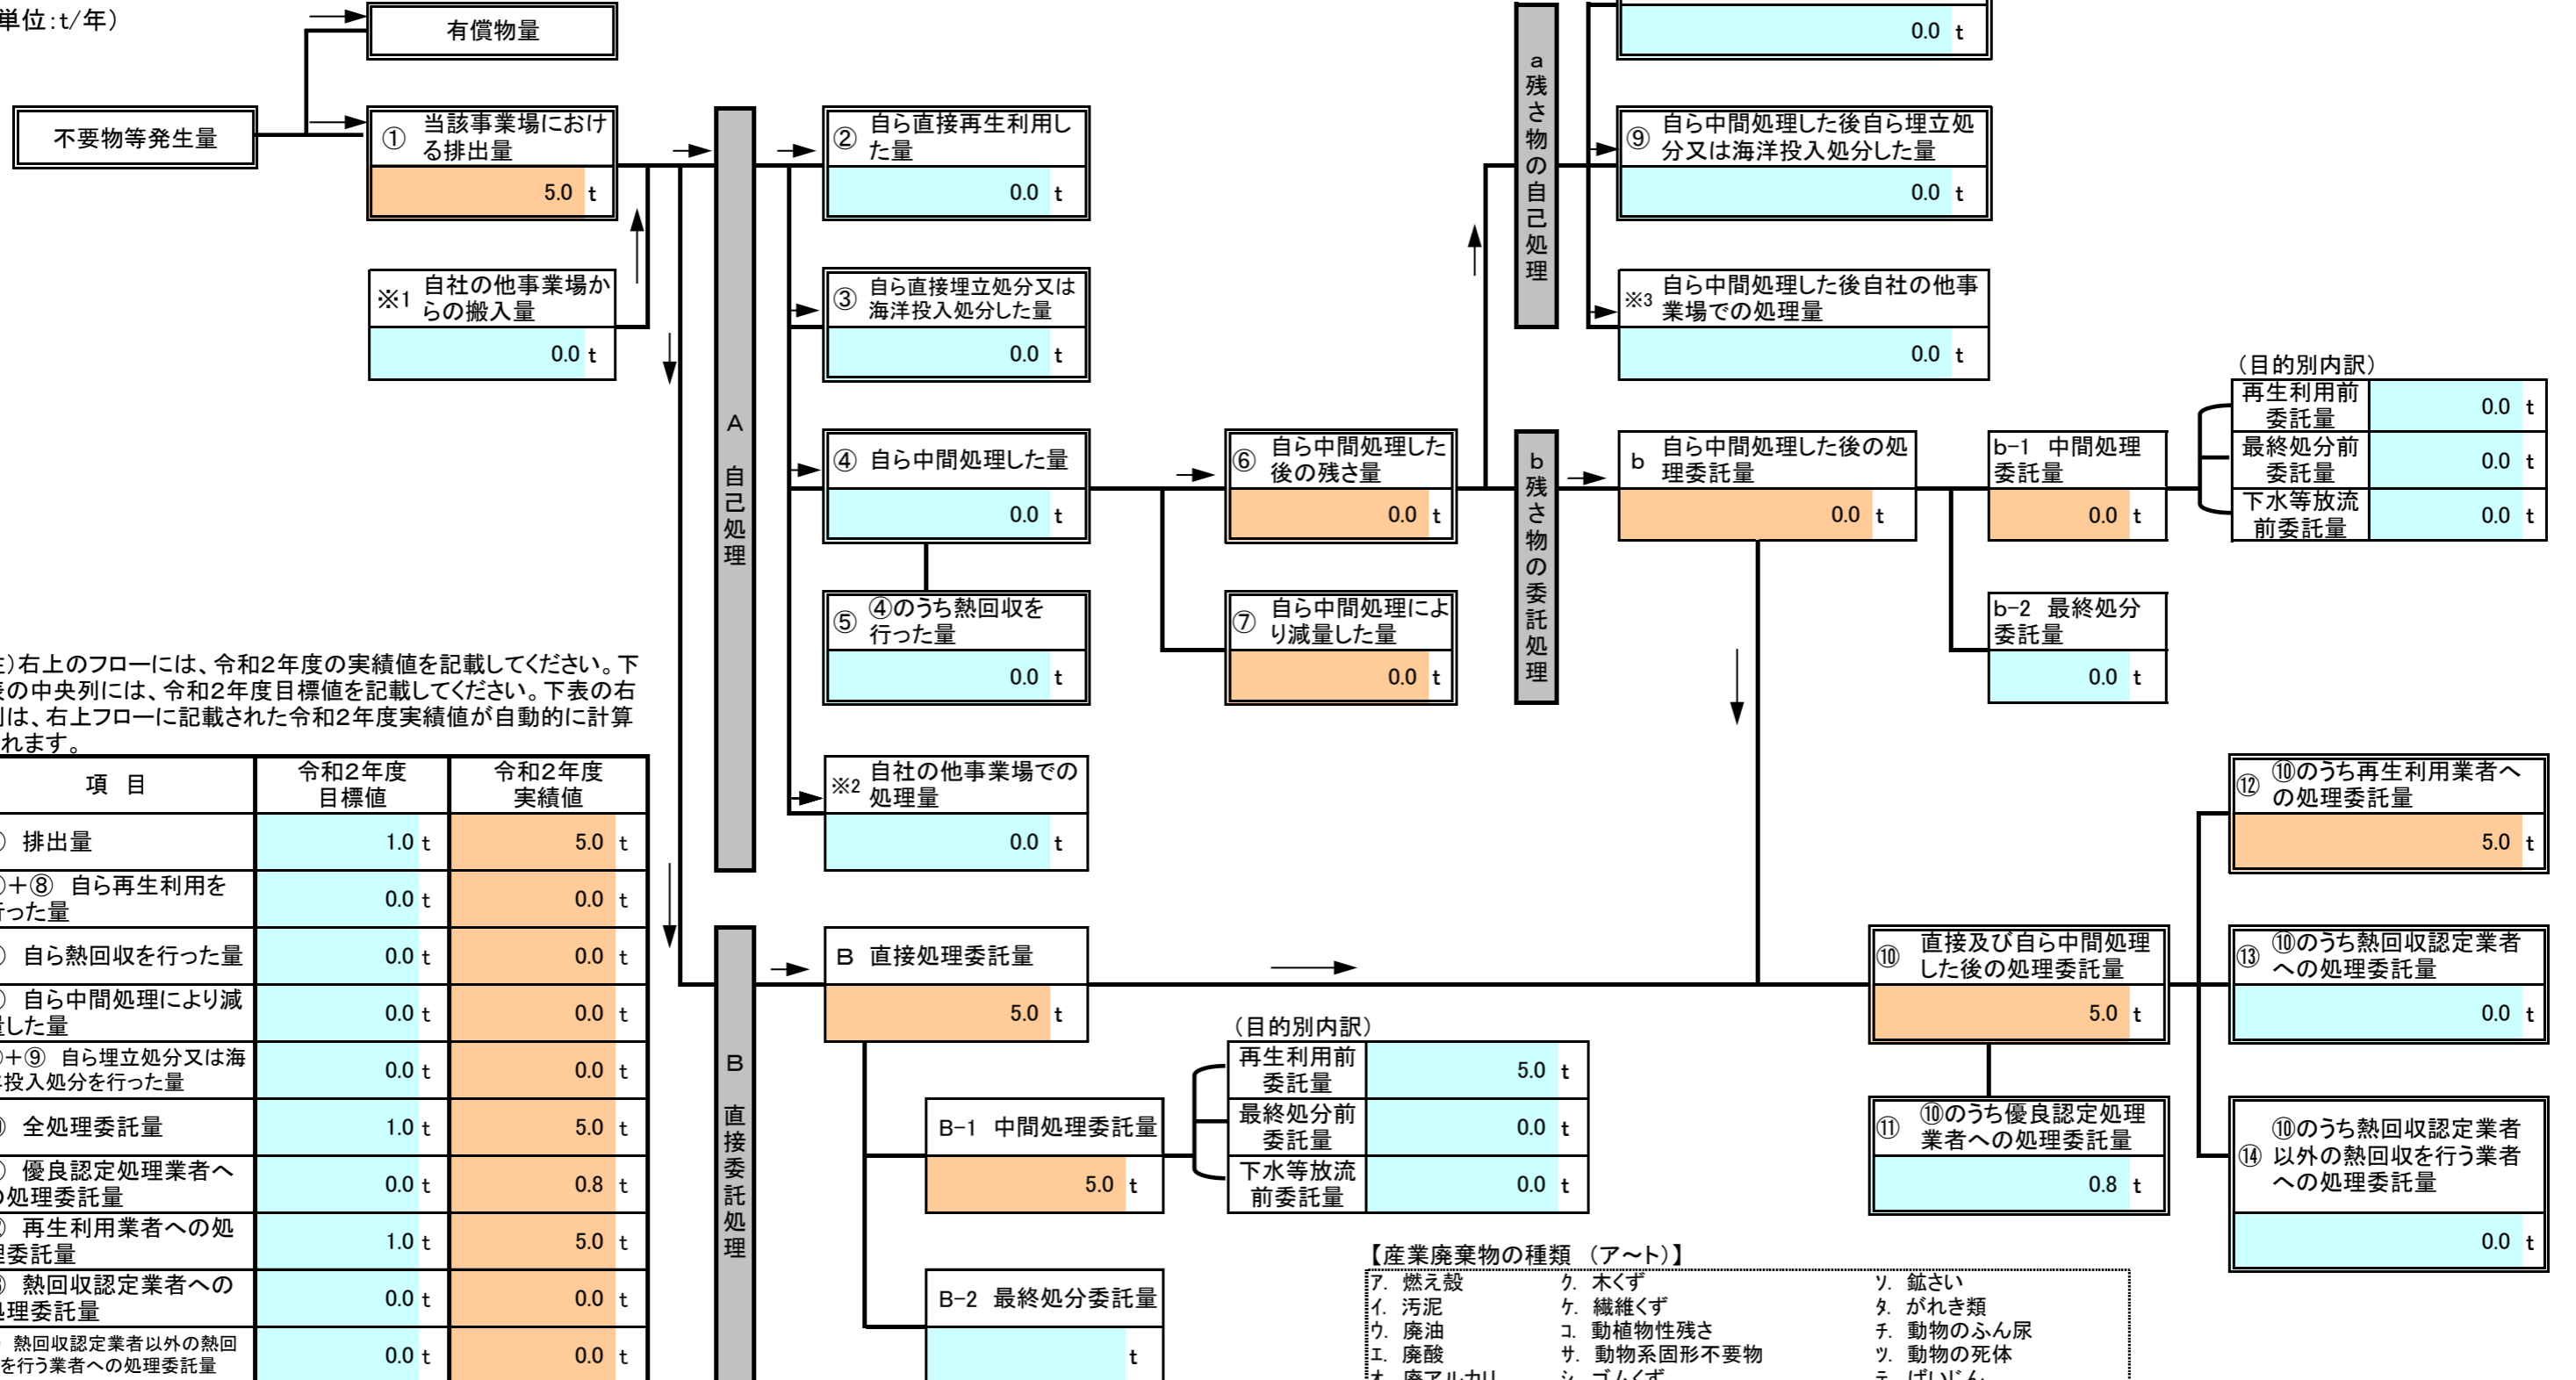 単位:t/年)
有償物量
不要物等発生量
① 当該事業場におけ
る排出量
5.0 t
※1 自社の他事業場か
らの搬入量
0.0 t
A 自己処理
② 自ら直接再生利用し
た量
0.0 t
③ 自ら直接埋立処分又は
海洋投入処分した量
0.0 t
④ 自ら中間処理した量
0.0 t
⑤ ④のうち熱回収を
行った量
0.0 t
※2 自社の他事業場での
処理量
0.0 t
⑥ 自ら中間処理した
後の残さ量
0.0 t
⑦ 自ら中間処理によ
り減量した量
0.0 t
a残さ物の自己処理
0.0 t
⑨ 自ら中間処理した後自ら埋立処
分又は海洋投入処分した量
0.0 t
※3 自ら中間処理した後自社の他事
業場での処理量
0.0 t
b残さ物の委託処理
b 自ら中間処理した後の処
理委託量
0.0 t
b-1 中間処理
委託量
0.0 t
b-2 最終処分
委託量
0.0 t
(目的別内訳)
再生利用前
委託量
0.0 t
最終処分前
委託量
0.0 t
下水等放流
前委託量
0.0 t
)右上のフローには、令和2年度の実績値を記載してください。下
の中央列には、令和2年度目標値を記載してください。下表の右
は、右上フローに記載された令和2年度実績値が自動的に計算
れます。
項 目 令和2年度
目標値 令和2年度
実績値
排出量 1.0 t 5.0 t
+⑧ 自ら再生利用を
った量 0.0 t 0.0 t
自ら熱回収を行った量 0.0 t 0.0 t
自ら中間処理により減
した量 0.0 t 0.0 t
+⑨ 自ら埋立処分又は海
投入処分を行った量 0.0 t 0.0 t
全処理委託量 1.0 t 5.0 t
優良認定処理業者へ
の処理委託量 0.0 t 0.8 t
再生利用業者への処
理委託量 1.0 t 5.0 t
熱回収認定業者への
処理委託量 0.0 t 0.0 t
熱回収認定業者以外の熱回
を行う業者への処理委託量 0.0 t 0.0 t
B 直接委託処理
B 直接処理委託量
5.0 t
B-1 中間処理委託量
5.0 t
B-2 最終処分委託量
t
(目的別内訳)
再生利用前
委託量
5.0 t
最終処分前
委託量
0.0 t
下水等放流
前委託量
0.0 t
⑩ 直接及び自ら中間処理
した後の処理委託量
5.0 t
⑪ ⑩のうち優良認定処理
業者への処理委託量
0.8 t
⑫ ⑩のうち再生利用業者へ
の処理委託量
5.0 t
⑬ ⑩のうち熱回収認定業者
への処理委託量
0.0 t
⑭ ⑩のうち熱回収認定業者
以外の熱回収を行う業者
への処理委託量
0.0 t
【産業廃棄物の種類 (ア~ト)】
ア. 燃え殻 ク. 木くず ソ. 鉱さい
イ. 汚泥 ケ. 繊維くず タ. がれき類
ウ. 廃油 コ. 動植物性残さ チ. 動物のふん尿
エ. 廃酸 サ. 動物系固形不要物 ツ. 動物の死体
オ. 廃アルカリ シ. ゴムくず テ. ばいじん